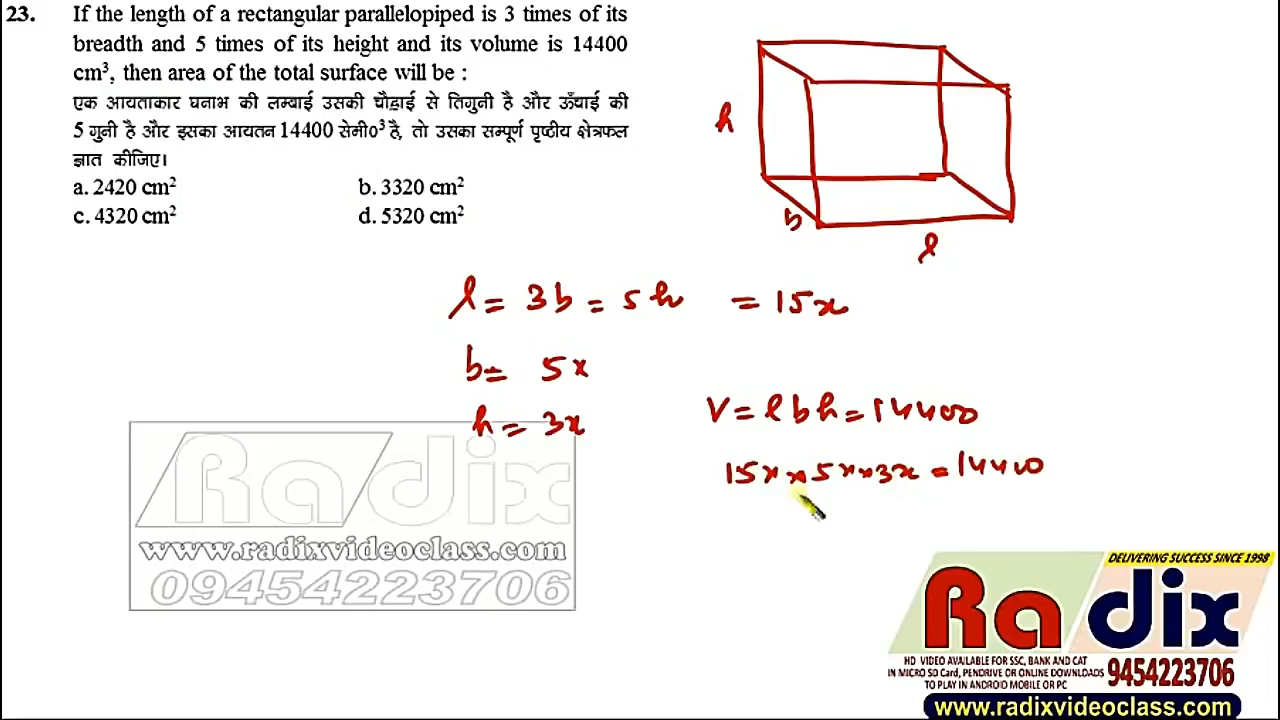 23. If the length of a rectangular parallelopiped is 3 times of its
breadth and 5 times of its height and its volume is 14400
cm³, then area of the total surface will be :
एक आयताकार घनाभ की लम्बाई उसकी चौड़ाई से तिगुनी है और ऊँचाई की
5 गुनी है और इसका आयतन 14400 सेमी०³ है, तो उसका सम्पूर्ण पृष्ठीय क्षेत्रफल
ज्ञात कीजिए।
a. 2420 cm² b. 3320 cm²
c. 4320 cm² d. 5320 cm²
h
b
l
l = 3b = 5h = 15x
b = 5x
h = 3x
V = l b h = 14400
15x × 5x × 3x = 14400
Radix
www.radixvideoclass.com
09454223706
DELIVERING SUCCESS SINCE 1998
Radix
HD VIDEO AVAILABLE FOR SSC, BANK AND CAT
IN MICRO SD Card, PENDRIVE OR ONLINE DOWNLOADS
TO PLAY IN ANDROID MOBILE OR PC
9454223706
www.radixvideoclass.com